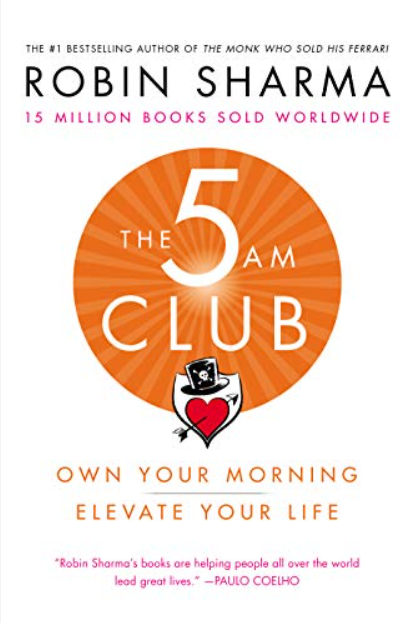 THE #1 BESTSELLING AUTHOR OF THE MONK WHO SOLD HIS FERRARI
ROBIN SHARMA
15 MILLION BOOKS SOLD WORLDWIDE
THE 5 AM
CLUB
OWN YOUR MORNING
ELEVATE YOUR LIFE
“Robin Sharma’s books are helping people all over the world
lead great lives.” —PAULO COELHO